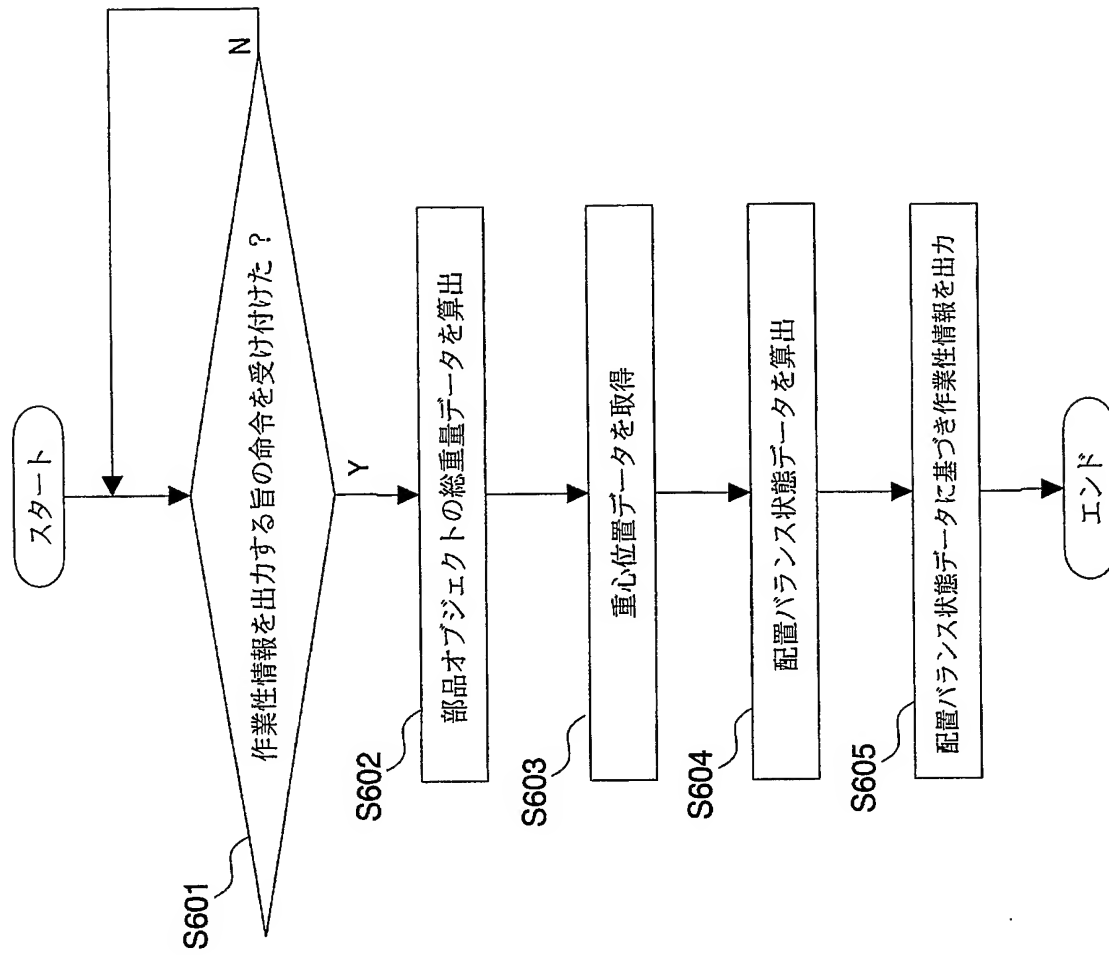 スタート
S601
作業性情報を出力する旨の命令を受け付けた？
N
Y
S602
部品オブジェクトの総重量データを算出
S603
重心位置データを取得
S604
配置バランス状態データを算出
S605
配置バランス状態データに基づき作業性情報を出力
エンド